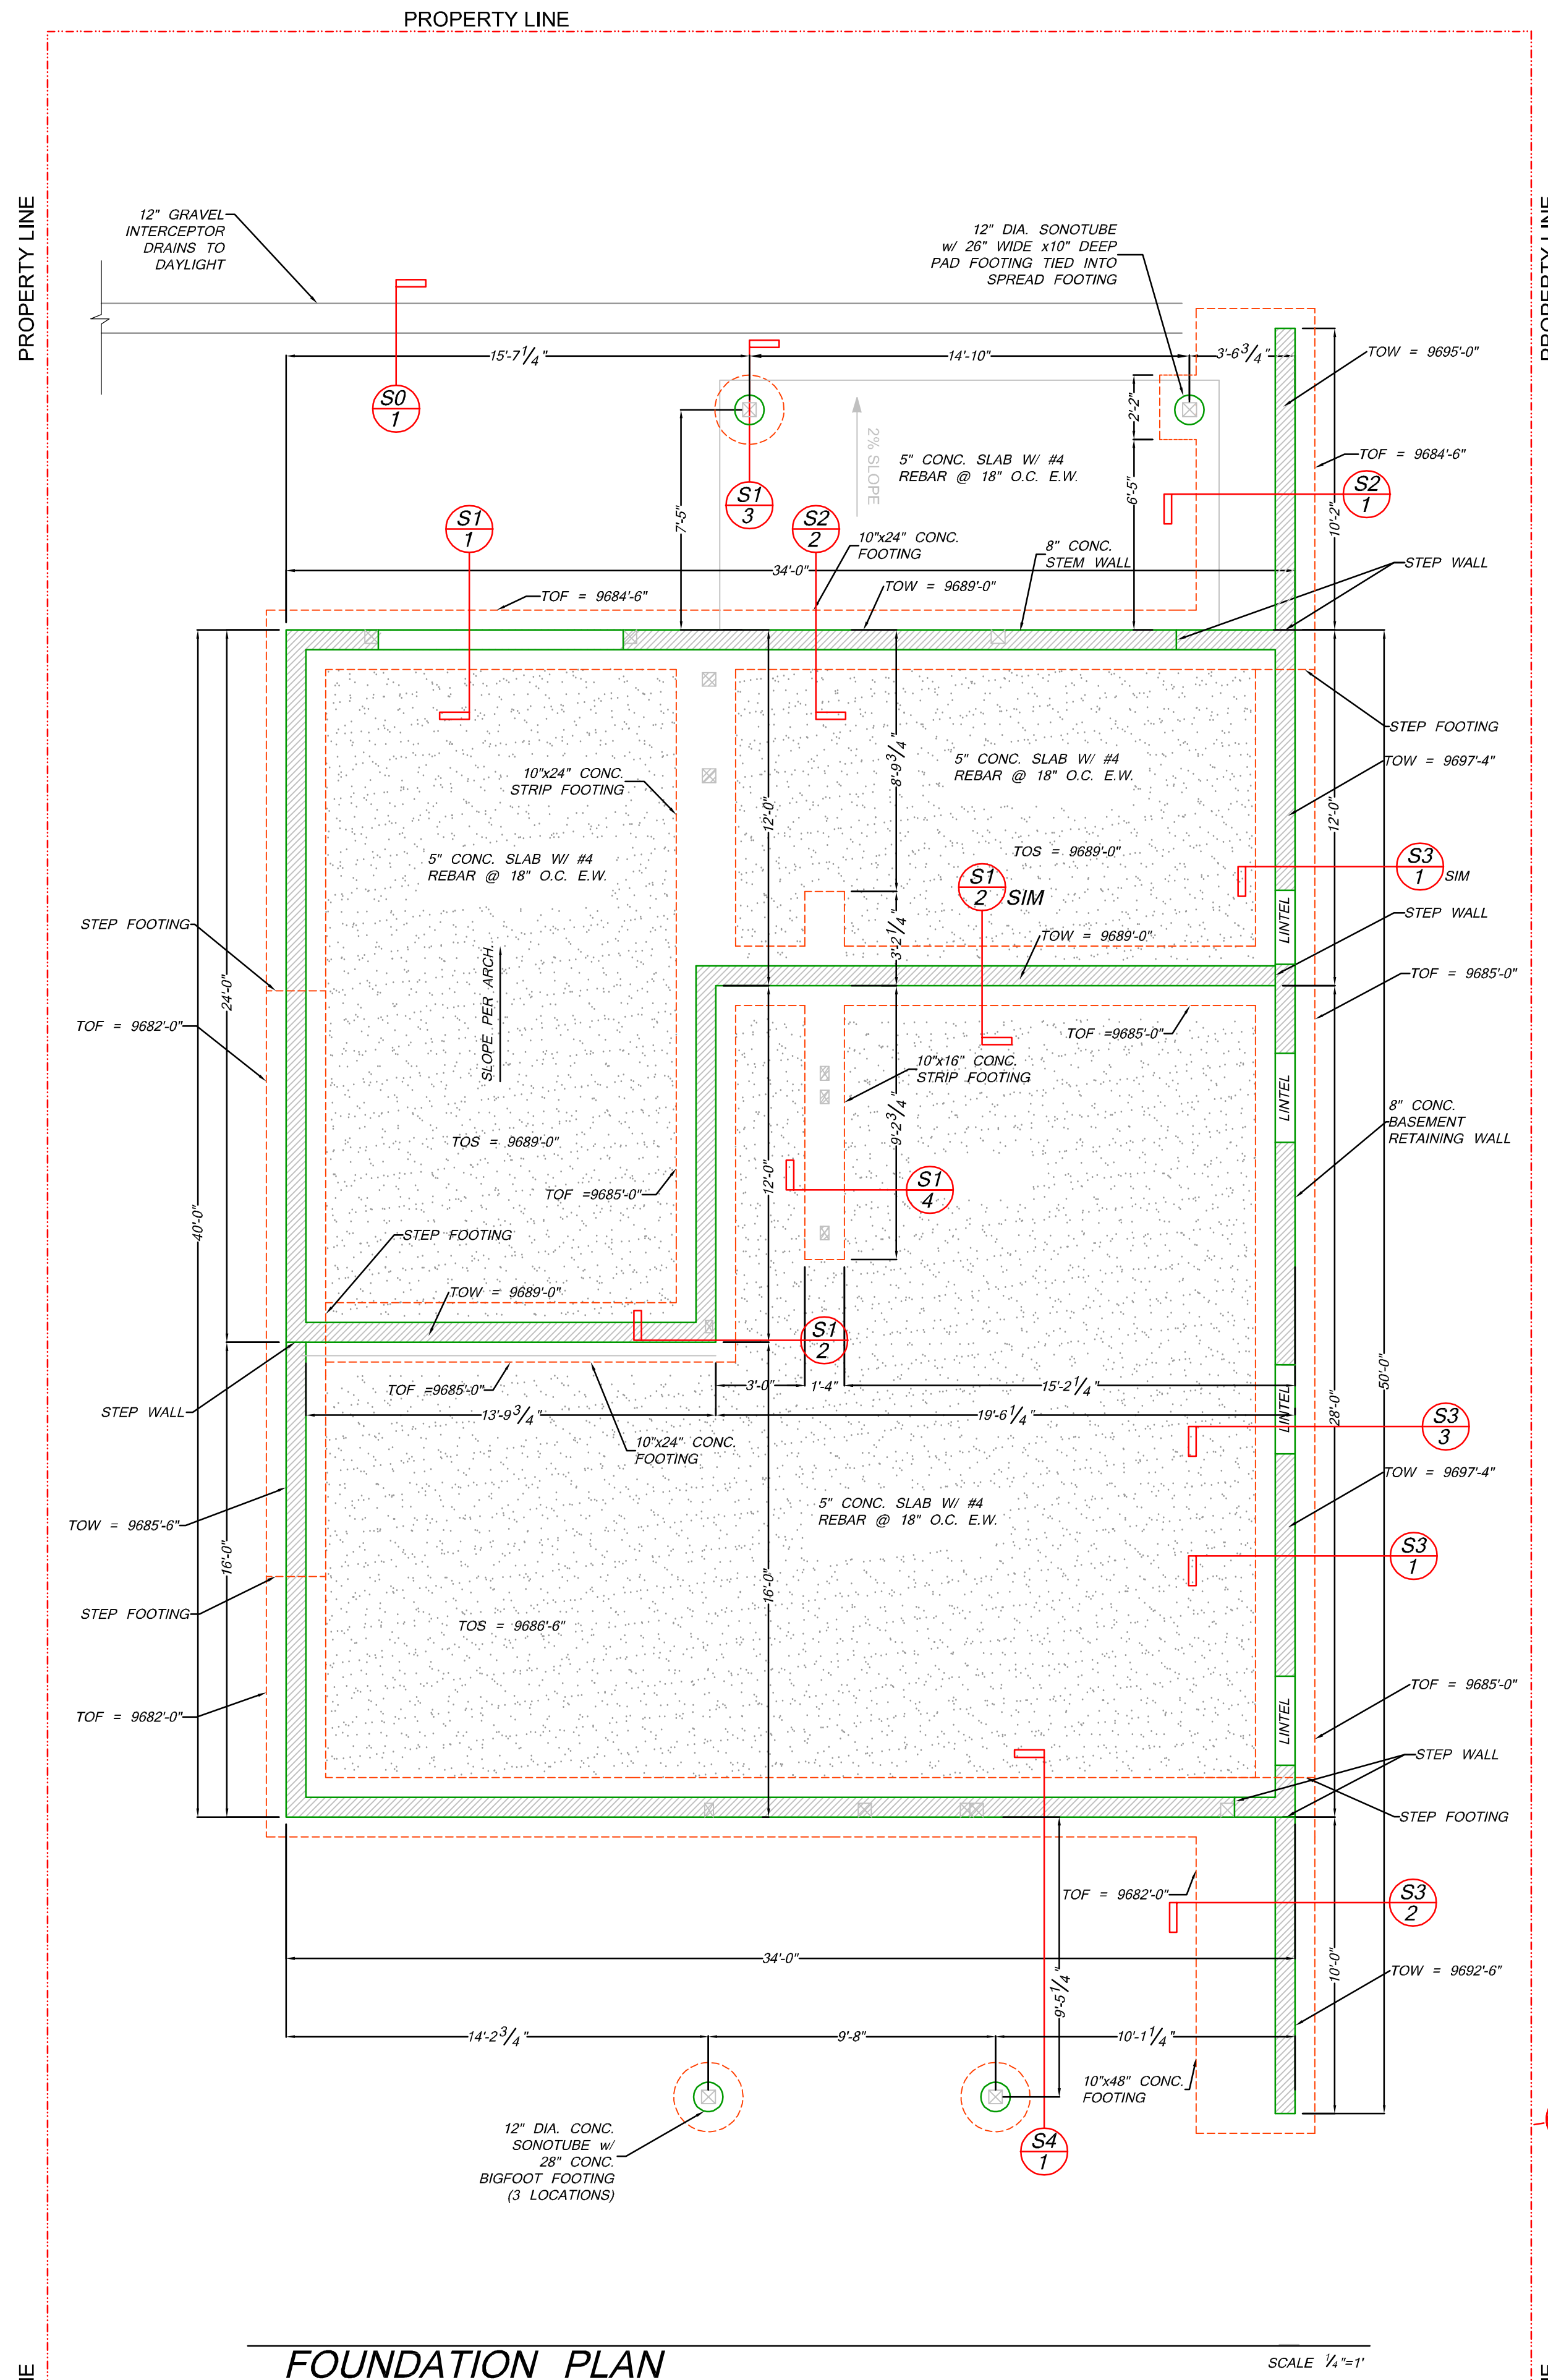 PROPERTY LINE
PROPERTY LINE
PROPERTY LINE
12" GRAVEL
INTERCEPTOR
DRAINS TO
DAYLIGHT
12" DIA. SONOTUBE
w/ 26" WIDE x10" DEEP
PAD FOOTING TIED INTO
SPREAD FOOTING
15'-7 1/4"
14'-10"
3'-6 3/4"
TOW = 9695'-0"
S0
1
2'-2"
2% SLOPE
5" CONC. SLAB W/ #4
REBAR @ 18" O.C. E.W.
TOF = 9684'-6"
S1
3
S2
1
6'-5"
7'-5"
10'-2"
S1
1
S2
2
10"x24" CONC.
FOOTING
8" CONC.
STEM WALL
34'-0"
STEP WALL
TOF = 9684'-6"
TOW = 9689'-0"
STEP FOOTING
8'-9 3/4"
5" CONC. SLAB W/ #4
REBAR @ 18" O.C. E.W.
TOW = 9697'-4"
10"x24" CONC.
STRIP FOOTING
12'-0"
12'-0"
5" CONC. SLAB W/ #4
REBAR @ 18" O.C. E.W.
TOS = 9689'-0"
S3
1
SIM
S1
2
SIM
STEP FOOTING
LINTEL
STEP WALL
3'-2 1/4"
TOW = 9689'-0"
24'-0"
SLOPE PER ARCH.
TOF = 9685'-0"
TOF = 9682'-0"
TOF =9685'-0"
10"x16" CONC.
STRIP FOOTING
LINTEL
9'-2 3/4"
8" CONC.
BASEMENT
RETAINING WALL
TOS = 9689'-0"
12'-0"
TOF =9685'-0"
S1
4
40'-0"
STEP FOOTING
TOW = 9689'-0"
S1
2
TOF =9685'-0"
3'-0"
1'-4"
15'-2 1/4"
50'-0"
STEP WALL
13'-9 3/4"
19'-6 1/4"
LINTEL
28'-0"
S3
3
10"x24" CONC.
FOOTING
TOW = 9697'-4"
5" CONC. SLAB W/ #4
REBAR @ 18" O.C. E.W.
TOW = 9685'-6"
16'-0"
S3
1
16'-0"
STEP FOOTING
TOS = 9686'-6"
TOF = 9685'-0"
TOF = 9682'-0"
LINTEL
STEP WALL
STEP FOOTING
TOF = 9682'-0"
S3
2
34'-0"
9'-5 1/4"
10'-0"
TOW = 9692'-6"
14'-2 3/4"
9'-8"
10'-1 1/4"
10"x48" CONC.
FOOTING
12" DIA. CONC.
SONOTUBE w/
28" CONC.
BIGFOOT FOOTING
(3 LOCATIONS)
S4
1
FOUNDATION PLAN
SCALE 1/4"=1'